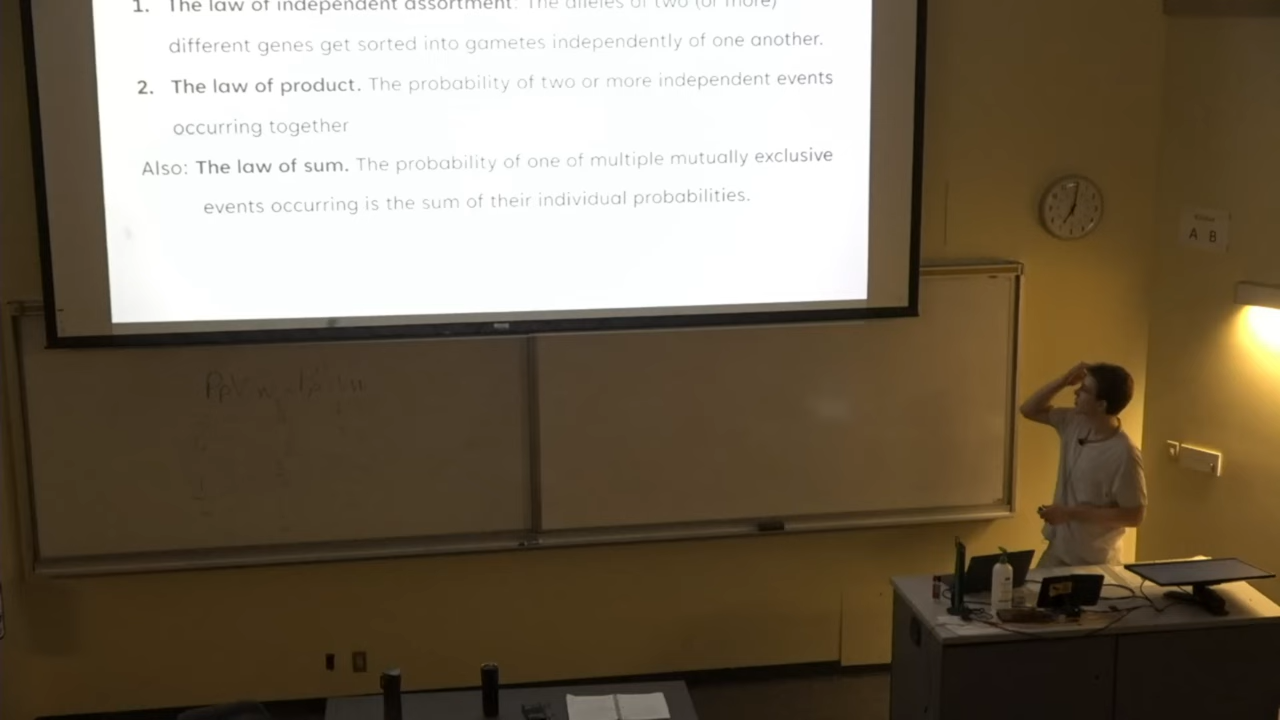 1. The law of independent assortment: The alleles of two (or more)
different genes get sorted into gametes independently of one another.
2. The law of product. The probability of two or more independent events
occurring together
Also: The law of sum. The probability of one of multiple mutually exclusive
events occurring is the sum of their individual probabilities.
A B